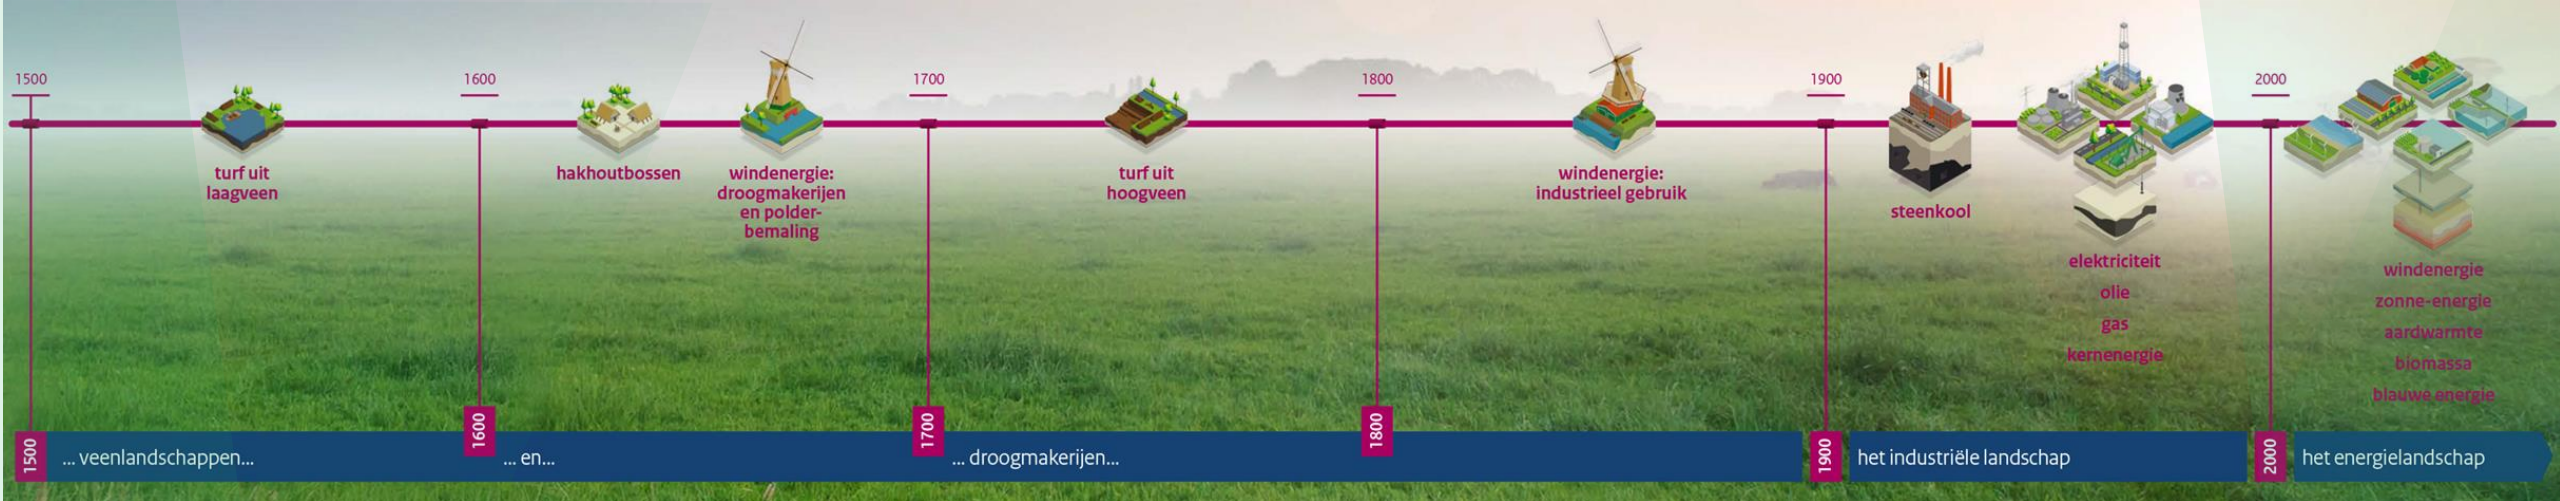 1500
1600
1700
1800
1900
2000
turf uit
laagveen
hakhoutbossen
windenergie:
droogmakerijen
en polder-
bemaling
turf uit
hoogveen
windenergie:
industrieel gebruik
steenkool
elektriciteit
olie
gas
kernenergie
windenergie
zonne-energie
aardwarmte
biomassa
blauwe energie
1500
... veenlandschappen...
1600
... en...
1700
... droogmakerijen...
1800
1900
het industriële landschap
2000
het energielandschap